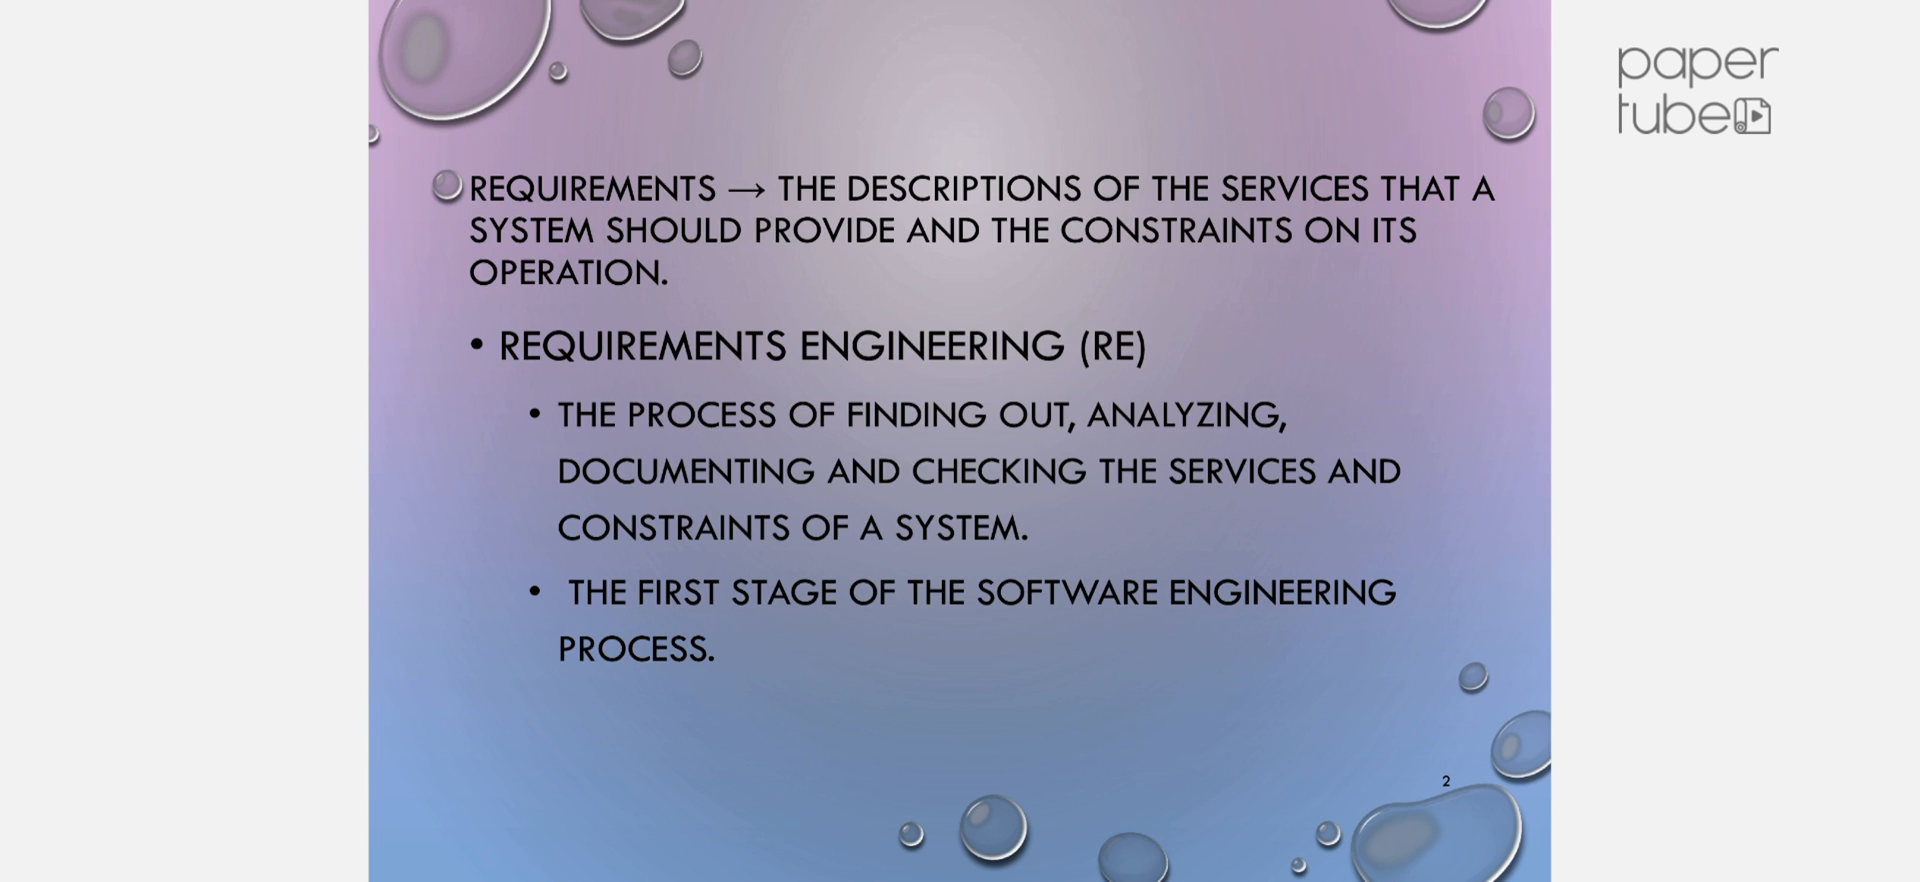 paper
tube
REQUIREMENTS → THE DESCRIPTIONS OF THE SERVICES THAT A
SYSTEM SHOULD PROVIDE AND THE CONSTRAINTS ON ITS
OPERATION.
• REQUIREMENTS ENGINEERING (RE)
• THE PROCESS OF FINDING OUT, ANALYZING,
DOCUMENTING AND CHECKING THE SERVICES AND
CONSTRAINTS OF A SYSTEM.
• THE FIRST STAGE OF THE SOFTWARE ENGINEERING
PROCESS.
2